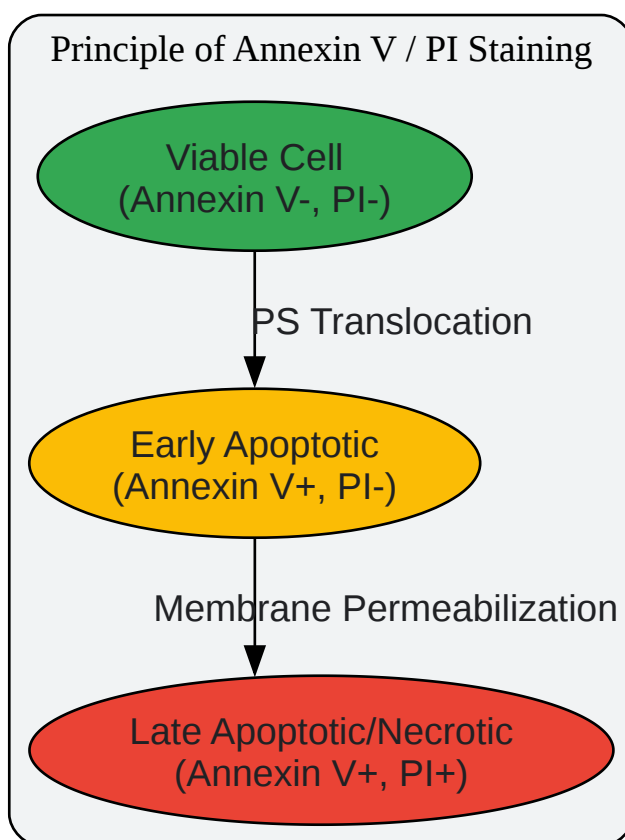 Principle of Annexin V / PI Staining
Viable Cell
(Annexin V-, PI-)
PS Translocation
Early Apoptotic
(Annexin V+, PI-)
Membrane Permeabilization
Late Apoptotic/Necrotic
(Annexin V+, PI+)